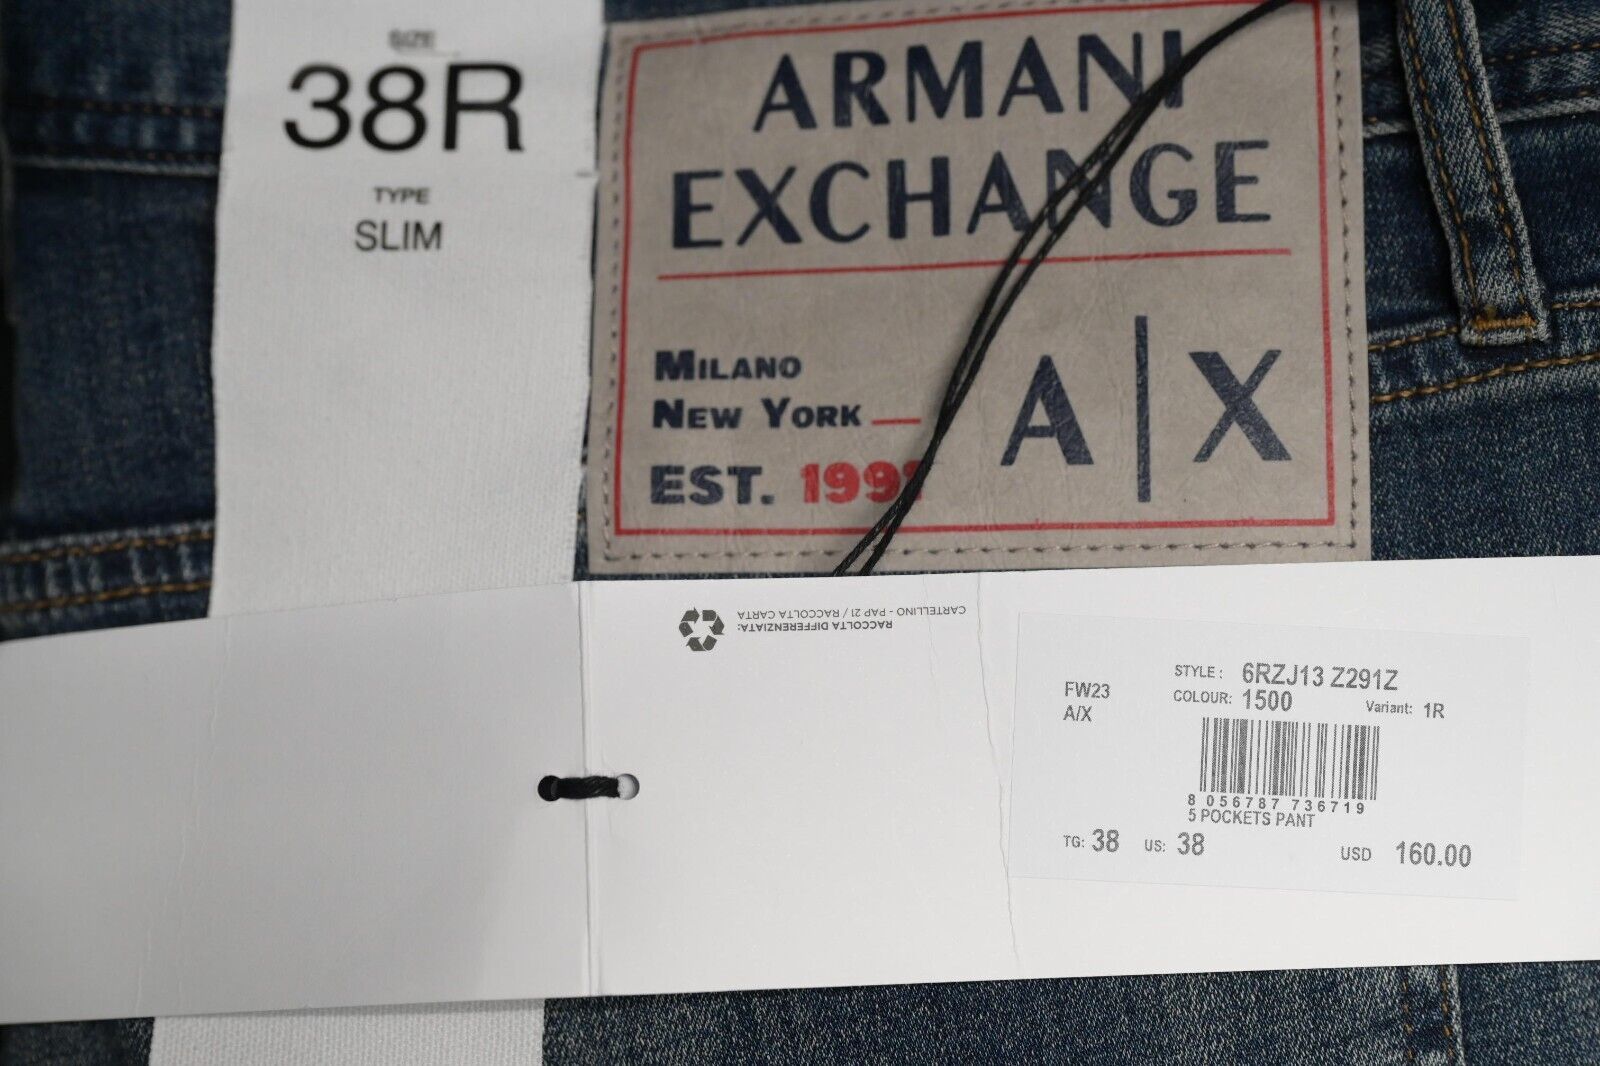 SIZE
38R
TYPE
SLIM
ARMANI
EXCHANGE
MILANO
NEW YORK
EST. 1991
A|X
RACCOLTA DIFFERENZIATA:
CARTELLINO - PAP 21 / RACCOLTA CARTA
FW23
A/X
STYLE: 6RZJ13 Z291Z
COLOUR: 1500 Variant: 1R
8 056787 736719
5 POCKETS PANT
TG: 38 US: 38
USD 160.00